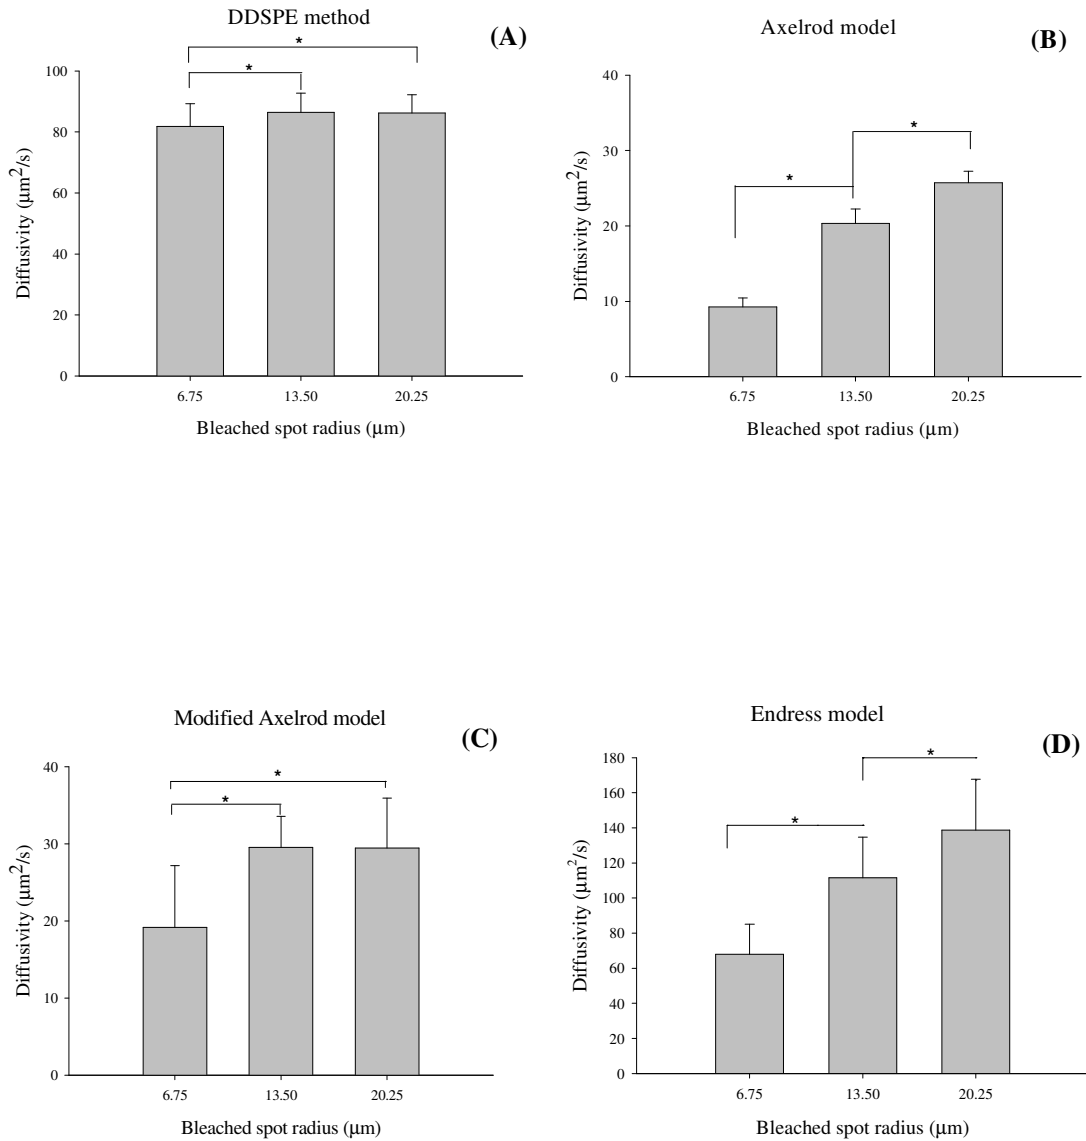 DDSPE method
(A)
*
*
100
80
60
40
20
0
Diffusivity (μm²/s)
6.75 13.50 20.25
Bleached spot radius (μm)
Axelrod model
(B)
*
*
40
30
20
10
0
Diffusivity (μm²/s)
6.75 13.50 20.25
Bleached spot radius (μm)
Modified Axelrod model
(C)
*
*
40
30
20
10
0
Diffusivity (μm²/s)
6.75 13.50 20.25
Bleached spot radius (μm)
Endress model
(D)
*
*
180
160
140
120
100
80
60
40
20
0
Diffusivity (μm²/s)
6.75 13.50 20.25
Bleached spot radius (μm)